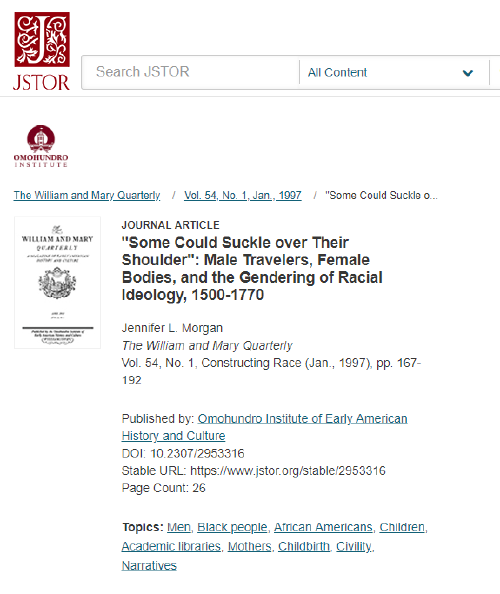 JSTOR
Search JSTOR
All Content
OMOHUNDRO
INSTITUTE
The William and Mary Quarterly / Vol. 54, No. 1, Jan., 1997 / "Some Could Suckle o...
The
WILLIAM AND MARY
QUARTERLY
JOURNAL ARTICLE
"Some Could Suckle over Their
Shoulder": Male Travelers, Female
Bodies, and the Gendering of Racial
Ideology, 1500-1770
Jennifer L. Morgan
The William and Mary Quarterly
Vol. 54, No. 1, Constructing Race (Jan., 1997), pp. 167-
192
Published by: Omohundro Institute of Early American
History and Culture
DOI: 10.2307/2953316
Stable URL: https://www.jstor.org/stable/2953316
Page Count: 26
Topics: Men, Black people, African Americans, Children,
Academic libraries, Mothers, Childbirth, Civility,
Narratives